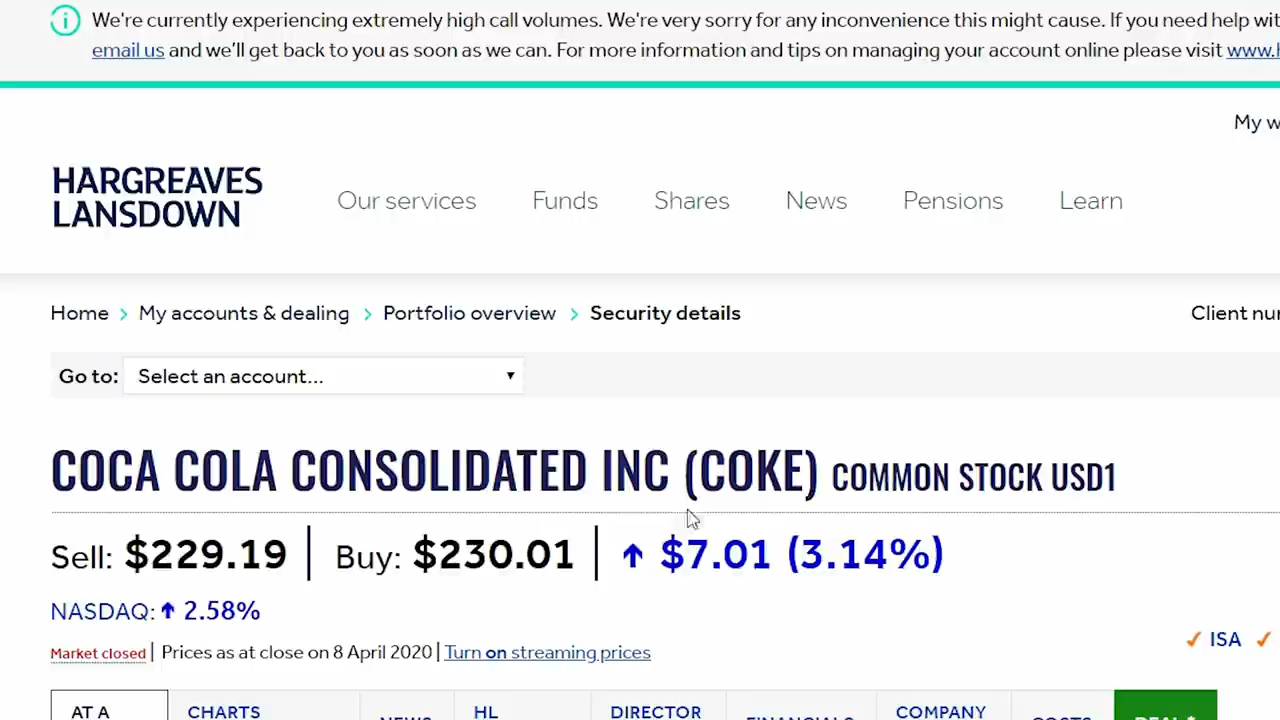 We're currently experiencing extremely high call volumes. We're very sorry for any inconvenience this might cause. If you need help
email us and we'll get back to you as soon as we can. For more information and tips on managing your account online please visit
My
HARGREAVES
LANSDOWN
Our services Funds Shares News Pensions Learn
Home > My accounts & dealing > Portfolio overview > Security details
Client
Go to: Select an account...
COCA COLA CONSOLIDATED INC (COKE) COMMON STOCK USD1
Sell: $229.19 | Buy: $230.01 | ↑ $7.01 (3.14%)
NASDAQ: ↑ 2.58%
✓ ISA ✓
Market closed | Prices as at close on 8 April 2020 | Turn on streaming prices
AT A CHARTS NEWS HL DIRECTOR FINANCIALS COMPANY COSTS DEAL